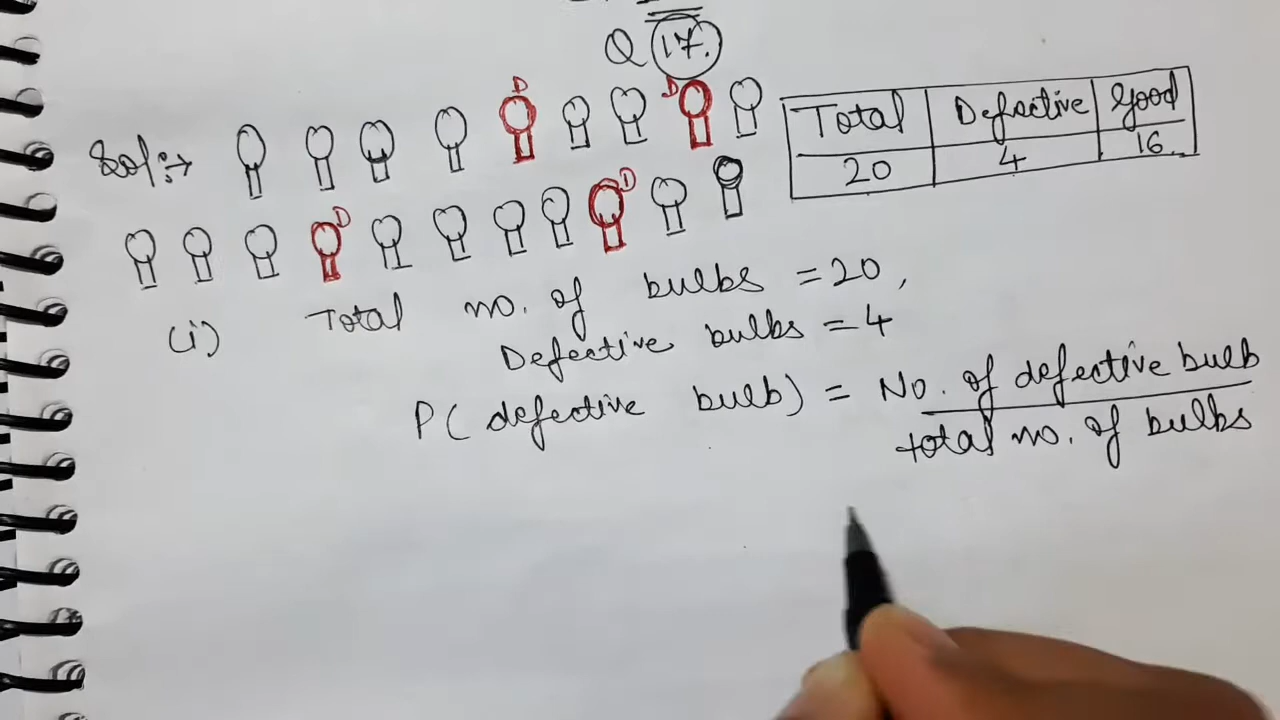 Q 17.
D D
Total Defective Good
20 4 16
Sol:→
D D
(i) Total no. of bulbs = 20,
Defective bulbs = 4
P( defective bulb) = No. of defective bulb
total no. of bulbs